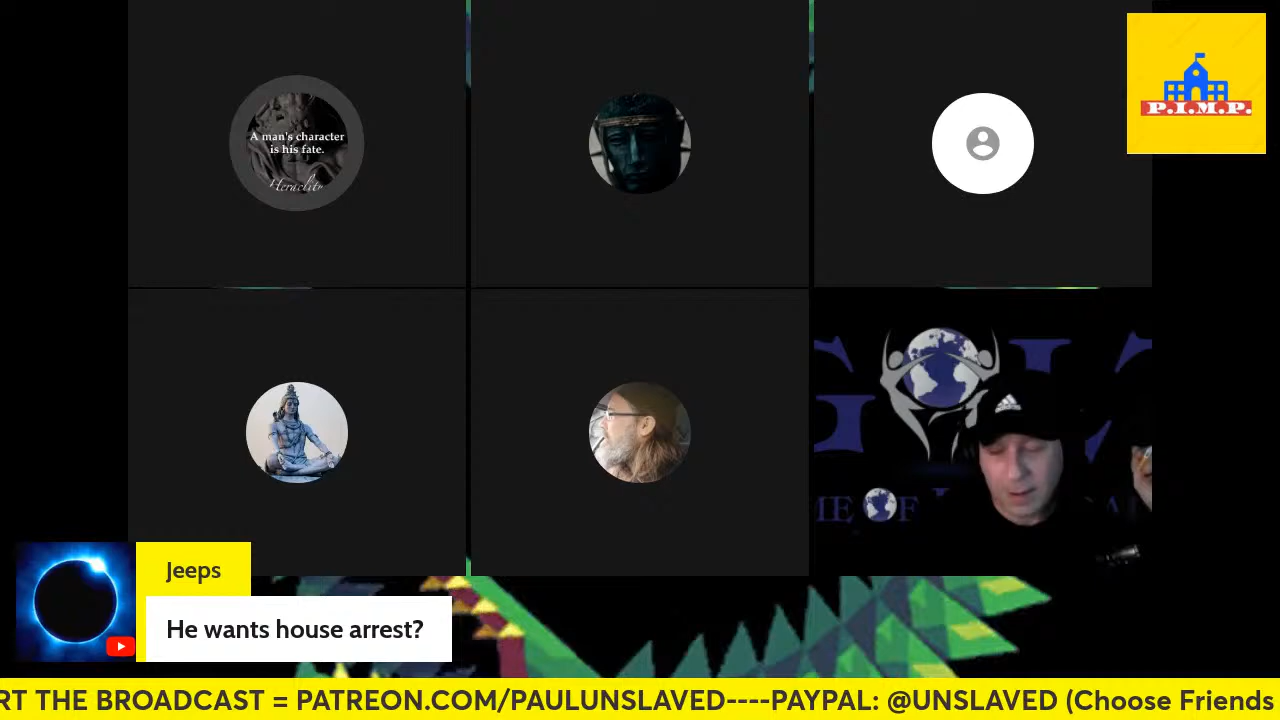 A man's character
is his fate.
P.I.M.P.
Jeeps
He wants house arrest?
RT THE BROADCAST = PATREON.COM/PAULUNSLAVED----PAYPAL: @UNSLAVED (Choose Friends